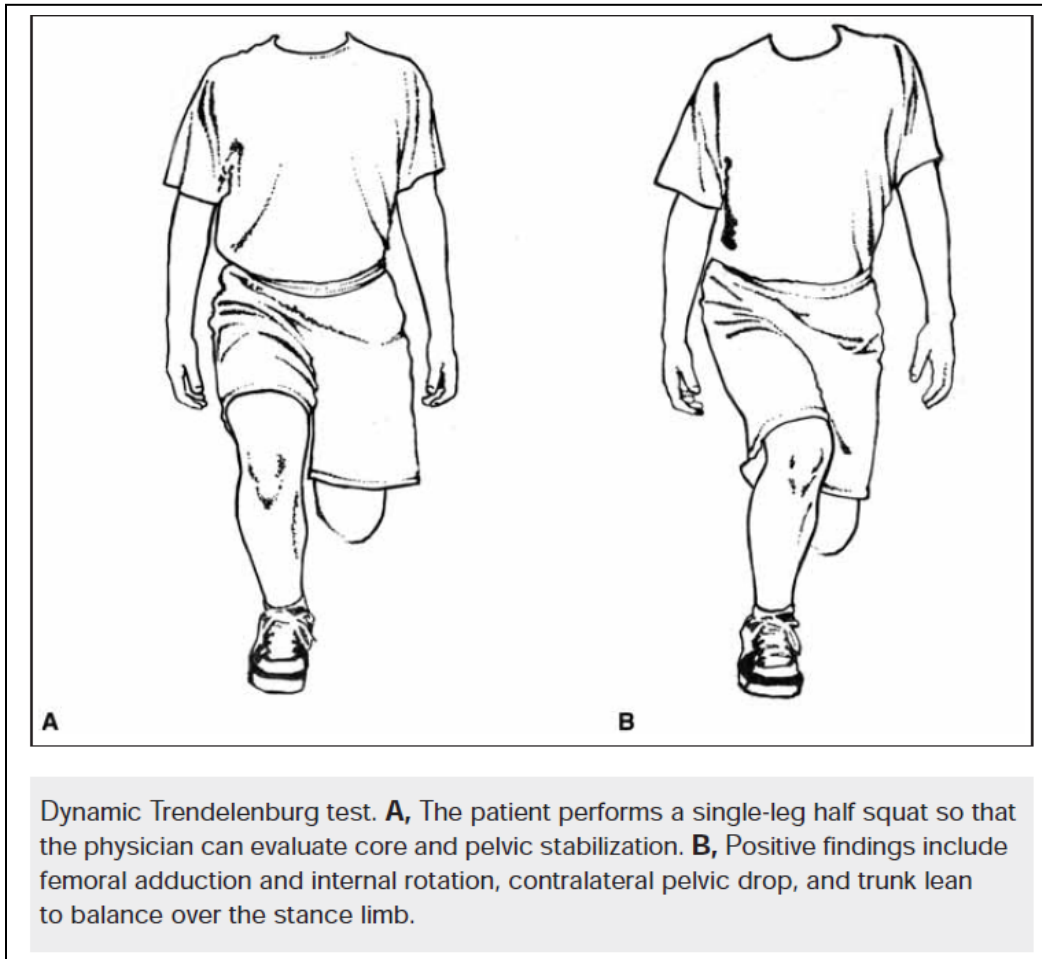 A
B
Dynamic Trendelenburg test. A, The patient performs a single-leg half squat so that
the physician can evaluate core and pelvic stabilization. B, Positive findings include
femoral adduction and internal rotation, contralateral pelvic drop, and trunk lean
to balance over the stance limb.